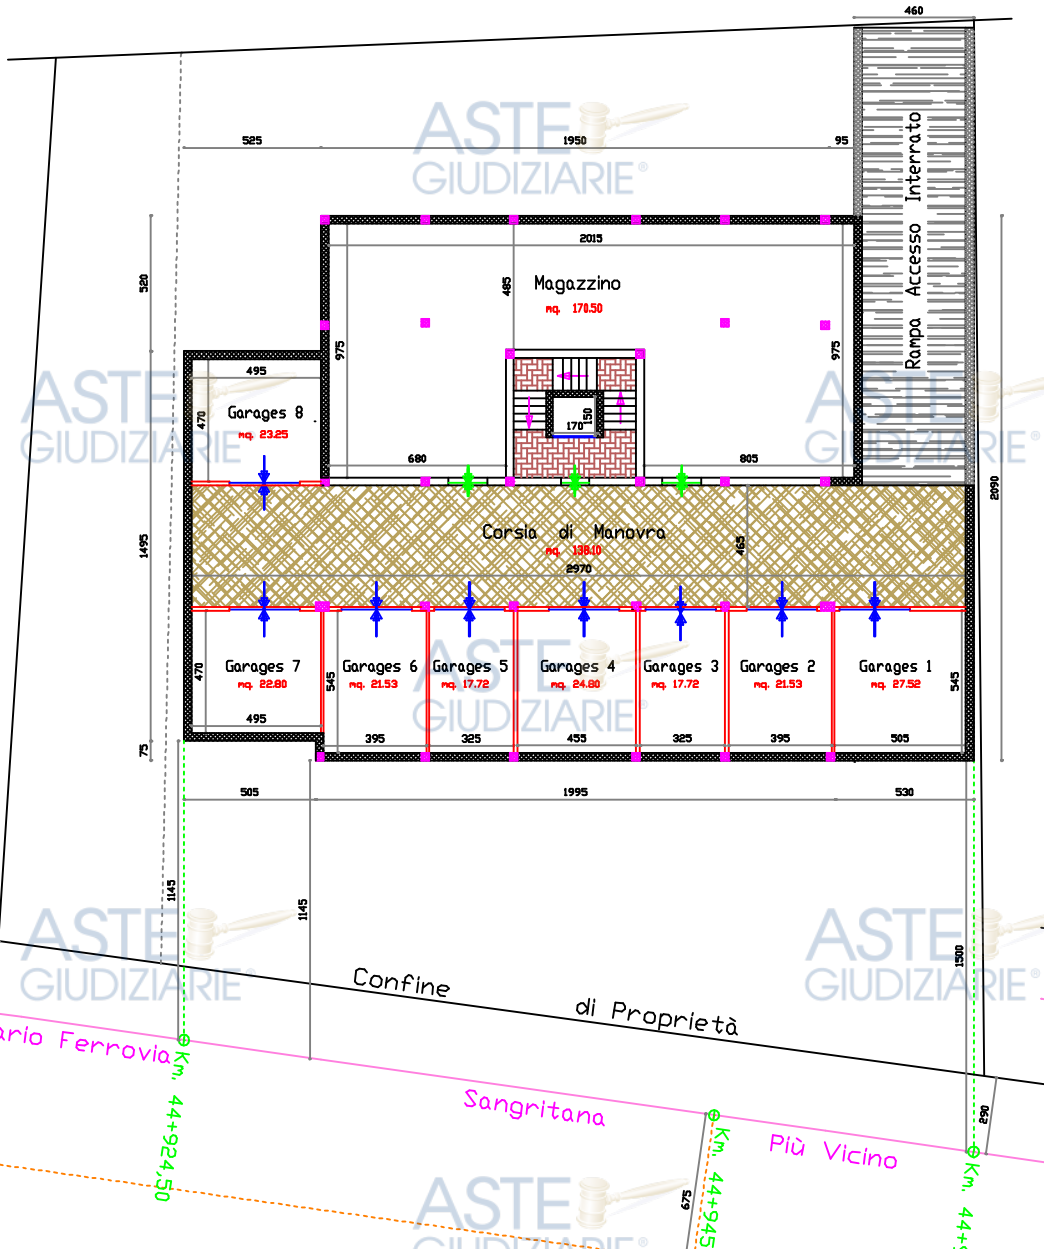 460
Rampa Accesso Interrato
ASTE
GIUDIZIARIE®
525
1950
95
520
2015
485
Magazzino
mq. 170.50
975
975
2090
ASTE
GIUDIZIARIE®
495
470
Garages 8
mq. 23.25
170
150
680
805
ASTE
GIUDIZIARIE®
1495
Corsia di Manovra
mq. 138.10
465
2970
Garages 7
mq. 22.80
470
495
Garages 6
mq. 21.53
545
395
Garages 5
mq. 17.72
325
Garages 4
mq. 24.80
455
Garages 3
mq. 17.72
325
Garages 2
mq. 21.53
395
Garages 1
mq. 27.52
545
505
ASTE
GIUDIZIARIE®
75
505
1995
530
1145
1145
1500
ASTE
GIUDIZIARIE®
ASTE
GIUDIZIARIE®
Confine di Proprietà
Ferrovia
Sangritana
Più Vicino
Km. 44+924,50
Km. 44+945
Km. 44+
290
675
ASTE
GIUDIZIARIE®